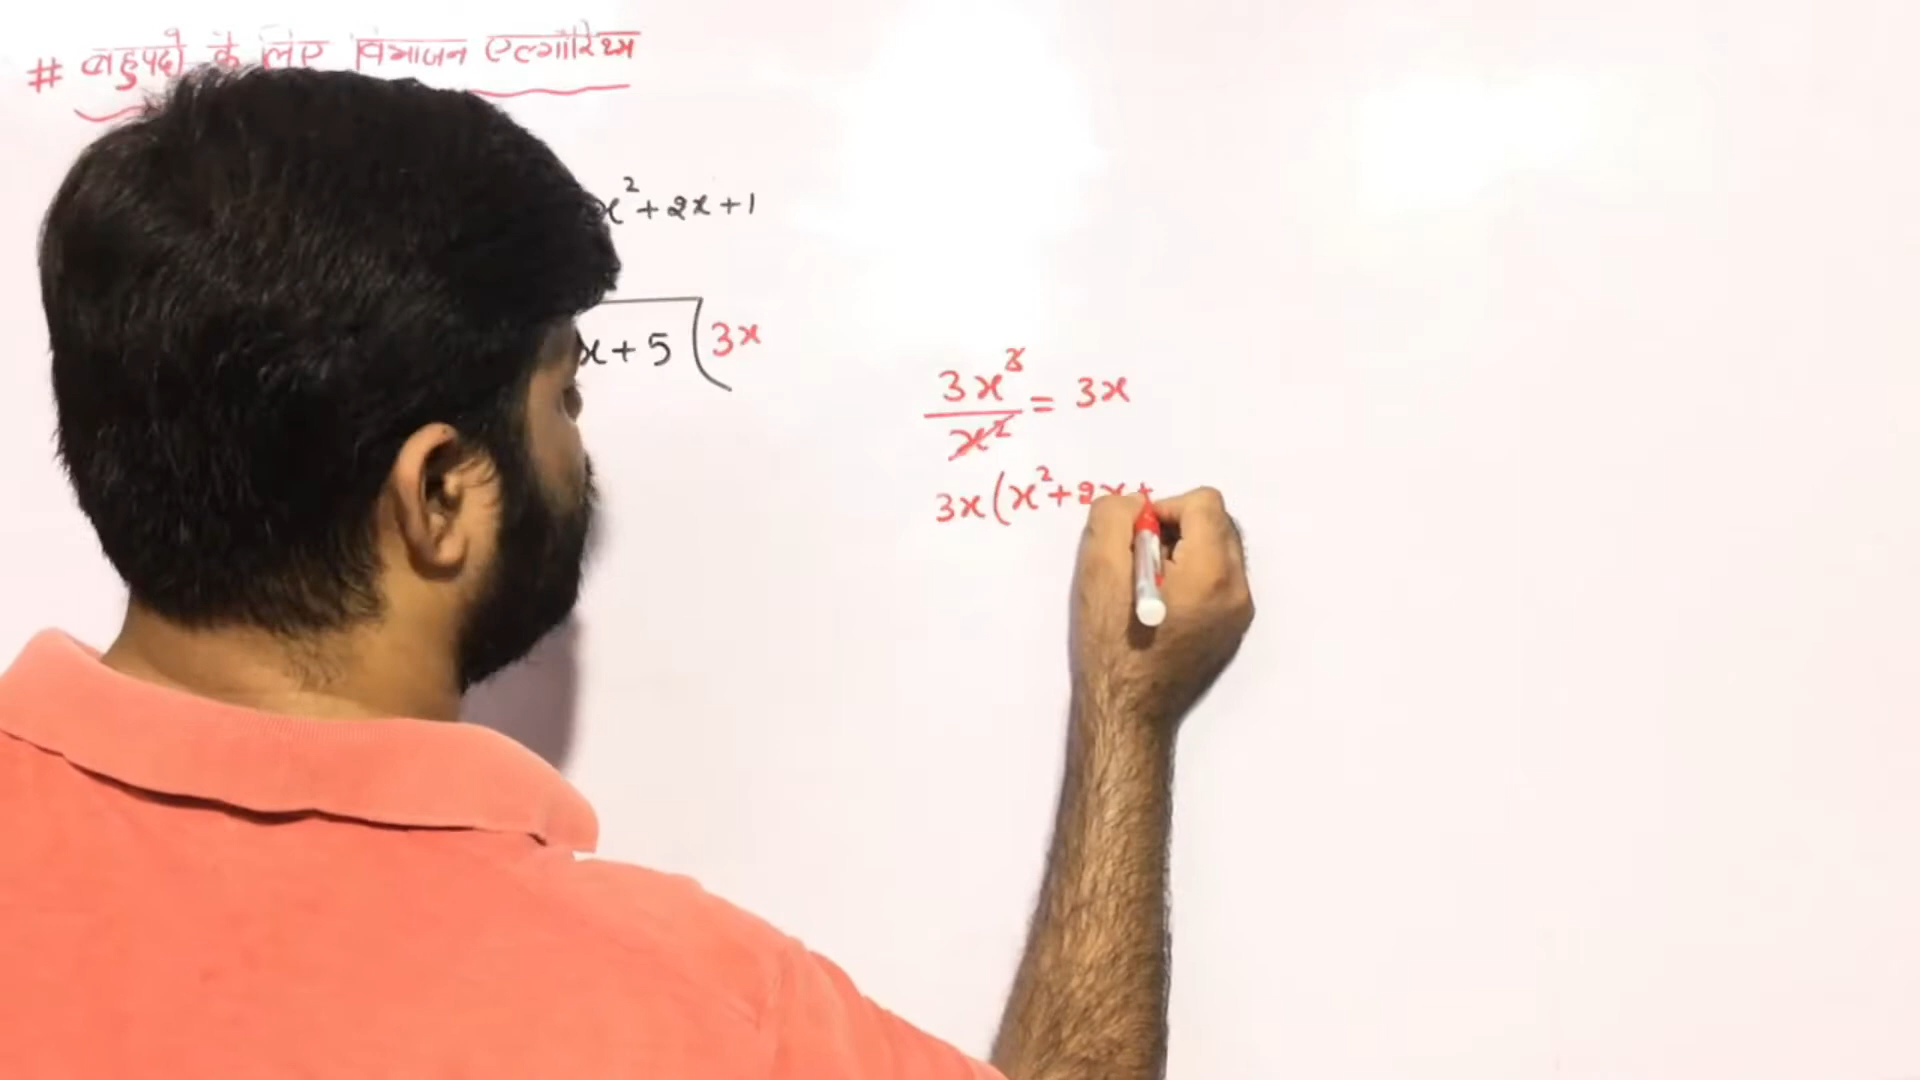 # बहुपदो के लिए विभाजन एल्गोरिथ्म
x² + 2x + 1
x + 5 ( 3x
3x³ / x² = 3x
3x ( x² + 2x +